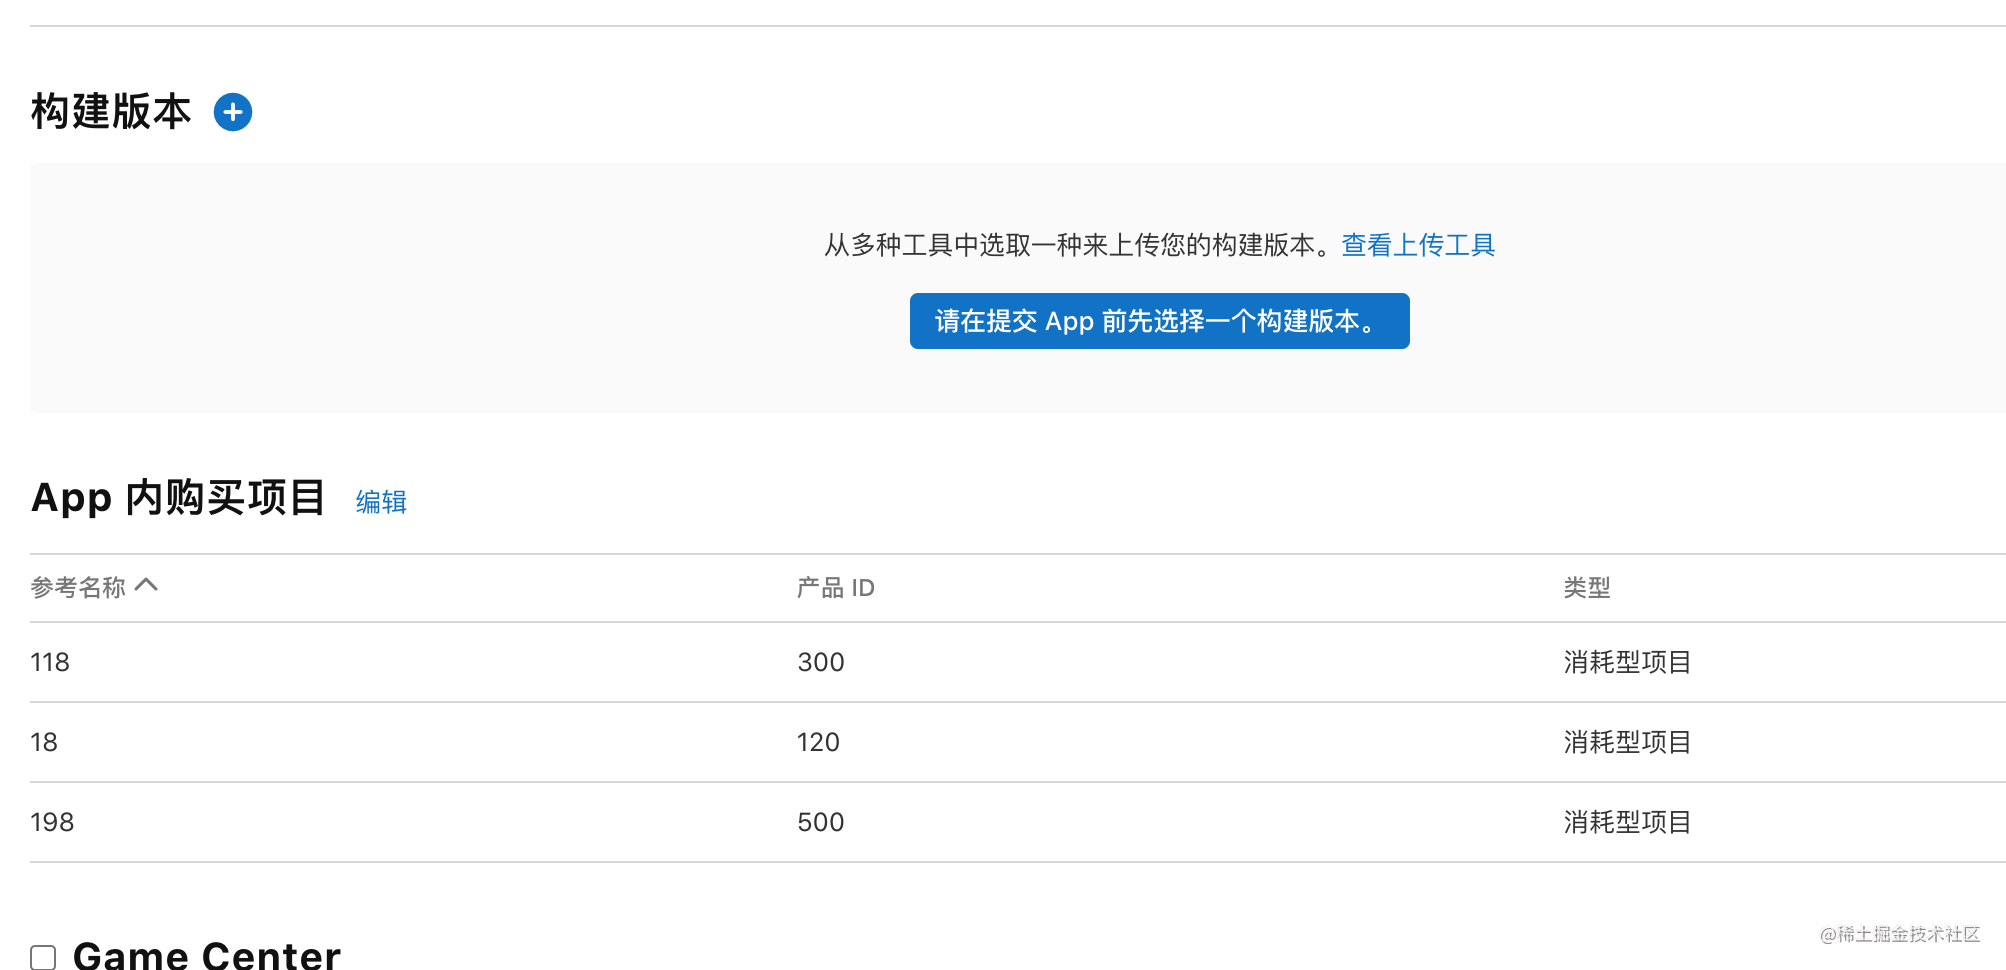 构建版本
从多种工具中选取一种来上传您的构建版本。查看上传工具
请在提交 App 前先选择一个构建版本。
App 内购买项目 编辑
参考名称 产品 ID 类型
118 300 消耗型项目
18 120 消耗型项目
198 500 消耗型项目
Game Center
@稀土掘金技术社区